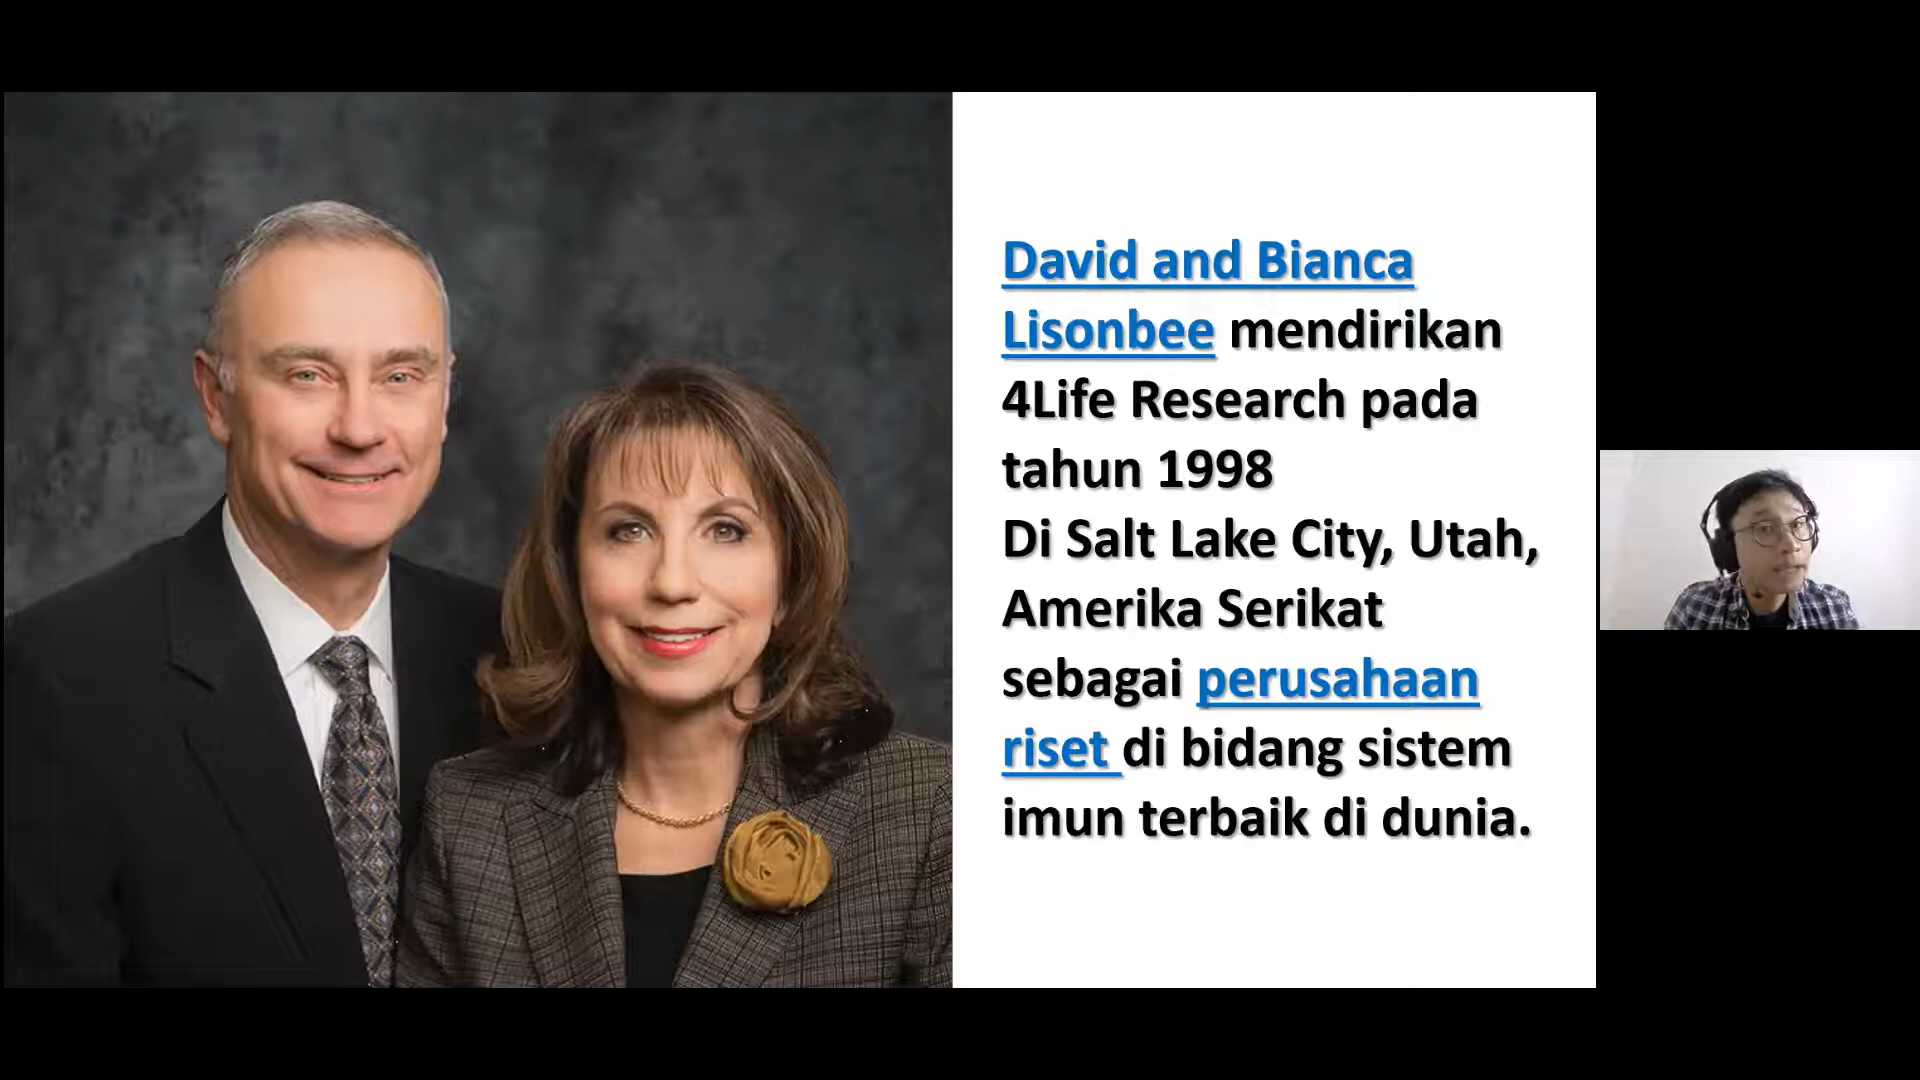 David and Bianca
Lisonbee mendirikan
4Life Research pada
tahun 1998
Di Salt Lake City, Utah,
Amerika Serikat
sebagai perusahaan
riset di bidang sistem
imun terbaik di dunia.